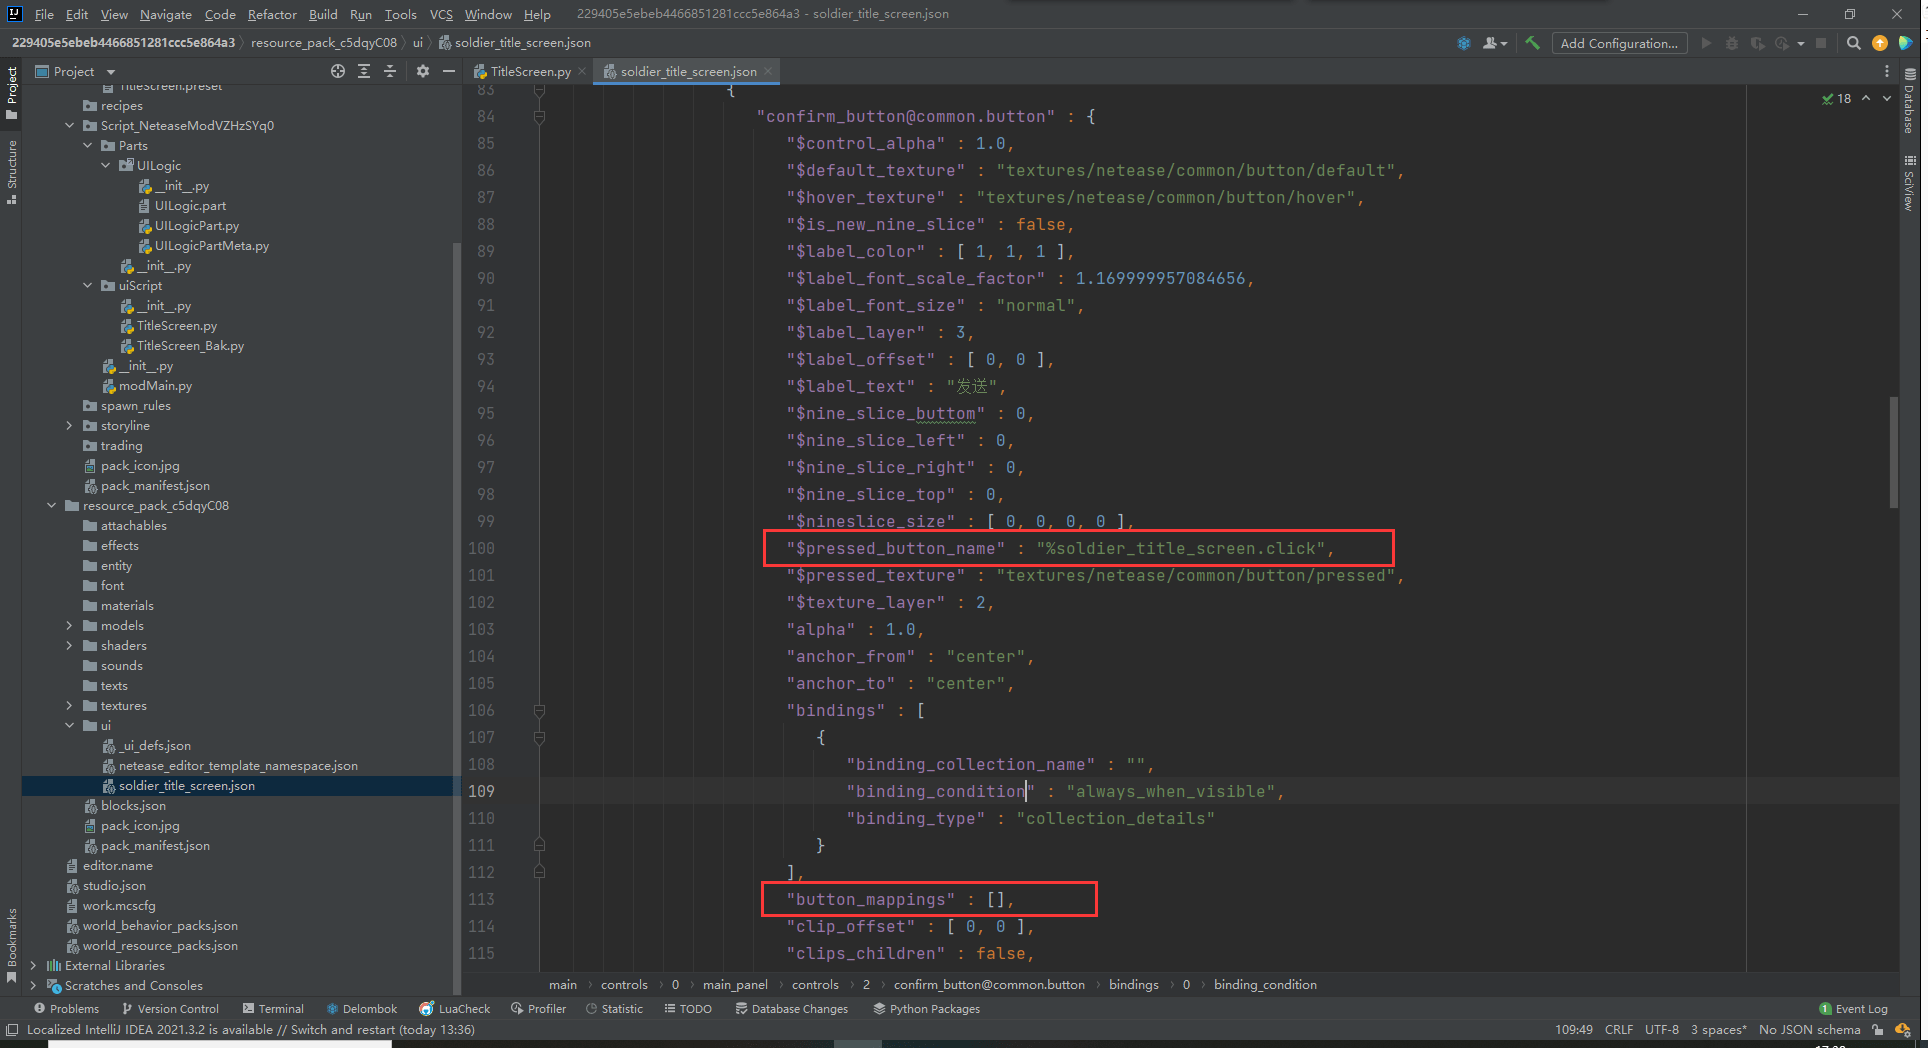 File Edit View Navigate Code Refactor Build Run Tools VCS Window Help 229405e5ebeb4466851281ccc5e864a3 - soldier_title_screen.json
229405e5ebeb4466851281ccc5e864a3 resource_pack_c5dqyC08 ui soldier_title_screen.json Add Configuration...
Project TitleScreen.py soldier_title_screen.json
Project
Structure
Bookmarks
TitleScreen.preset
recipes
Script_NeteaseModVZHzSYq0
Parts
UILogic
__init__.py
UILogic.part
UILogicPart.py
UILogicPartMeta.py
__init__.py
uiScript
__init__.py
TitleScreen.py
TitleScreen_Bak.py
__init__.py
modMain.py
spawn_rules
storyline
trading
pack_icon.jpg
pack_manifest.json
resource_pack_c5dqyC08
attachables
effects
entity
font
materials
models
shaders
sounds
texts
textures
ui
_ui_defs.json
netease_editor_template_namespace.json
soldier_title_screen.json
blocks.json
pack_icon.jpg
pack_manifest.json
editor.name
studio.json
work.mcscfg
world_behavior_packs.json
world_resource_packs.json
External Libraries
Scratches and Consoles
83 {
84 "confirm_button@common.button" : {
85 "$control_alpha" : 1.0,
86 "$default_texture" : "textures/netease/common/button/default",
87 "$hover_texture" : "textures/netease/common/button/hover",
88 "$is_new_nine_slice" : false,
89 "$label_color" : [ 1, 1, 1 ],
90 "$label_font_scale_factor" : 1.169999957084656,
91 "$label_font_size" : "normal",
92 "$label_layer" : 3,
93 "$label_offset" : [ 0, 0 ],
94 "$label_text" : "发送",
95 "$nine_slice_buttom" : 0,
96 "$nine_slice_left" : 0,
97 "$nine_slice_right" : 0,
98 "$nine_slice_top" : 0,
99 "$nineslice_size" : [ 0, 0, 0, 0 ],
100 "$pressed_button_name" : "%soldier_title_screen.click",
101 "$pressed_texture" : "textures/netease/common/button/pressed",
102 "$texture_layer" : 2,
103 "alpha" : 1.0,
104 "anchor_from" : "center",
105 "anchor_to" : "center",
106 "bindings" : [
107 {
108 "binding_collection_name" : "",
109 "binding_condition" : "always_when_visible",
110 "binding_type" : "collection_details"
111 }
112 ],
113 "button_mappings" : [],
114 "clip_offset" : [ 0, 0 ],
115 "clips_children" : false,
18
Database
SciView
main controls 0 main_panel controls 2 confirm_button@common.button bindings 0 binding_condition
Problems Version Control Terminal Delombok LuaCheck Profiler Statistic TODO Database Changes Python Packages 1 Event Log
Localized IntelliJ IDEA 2021.3.2 is available // Switch and restart (today 13:36) 109:49 CRLF UTF-8 3 spaces* No JSON schema